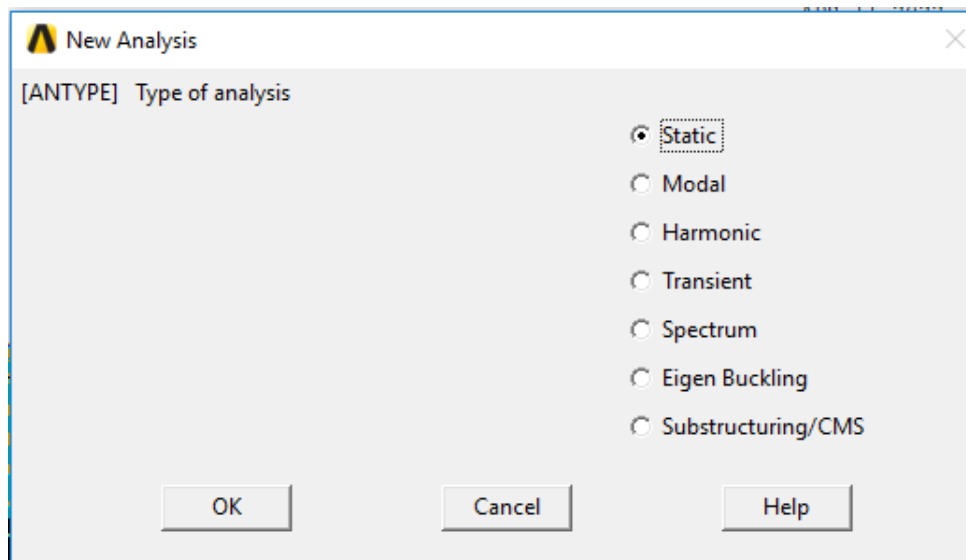 New Analysis
[ANTYPE] Type of analysis
Static
Modal
Harmonic
Transient
Spectrum
Eigen Buckling
Substructuring/CMS
OK
Cancel
Help